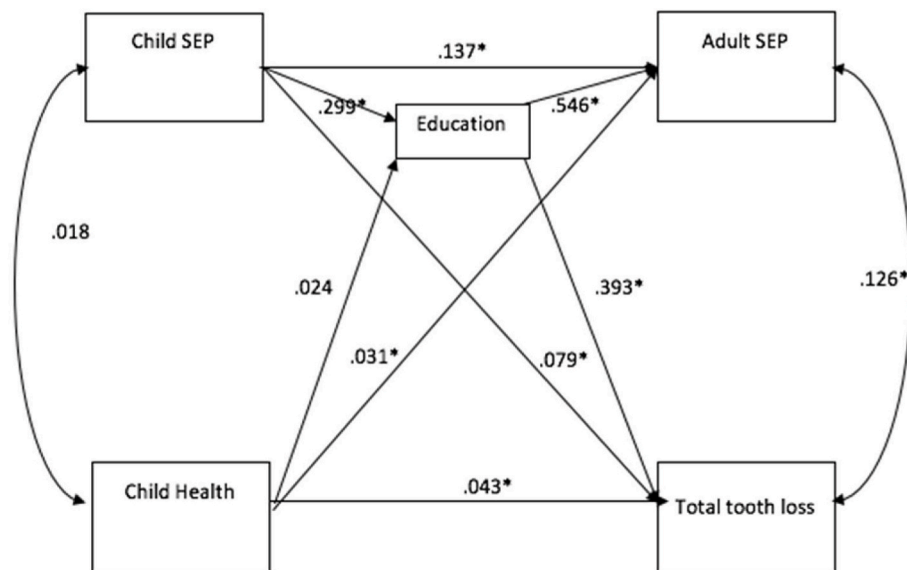 Child SEP
.137*
Adult SEP
.299*
Education
.546*
.018
.024
.393*
.126*
.031*
.079*
Child Health
.043*
Total tooth loss